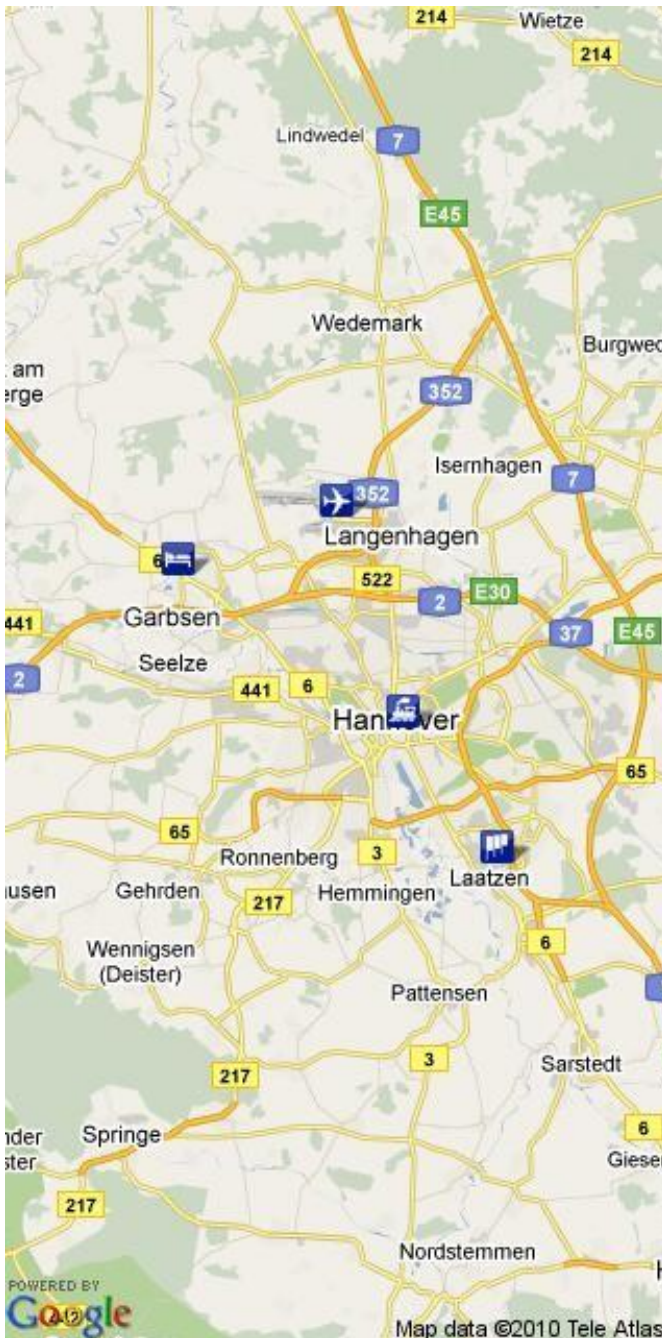 214
Wietze
214
Lindwedel
7
E45
Wedemark
Burgwed
am
erge
352
Isernhagen
7
352
Langenhagen
6
522
2
E30
441
Garbsen
37
E45
Seelze
2
441
6
Hannover
65
65
3
Ronnenberg
Laatzen
ausen
Gehrden
217
Hemmingen
6
Wennigsen
(Deister)
Pattensen
3
217
Sarstedt
6
nder
ster
Springe
Giese
217
Nordstemmen
H
POWERED BY
Google
Map data ©2010 Tele Atlas